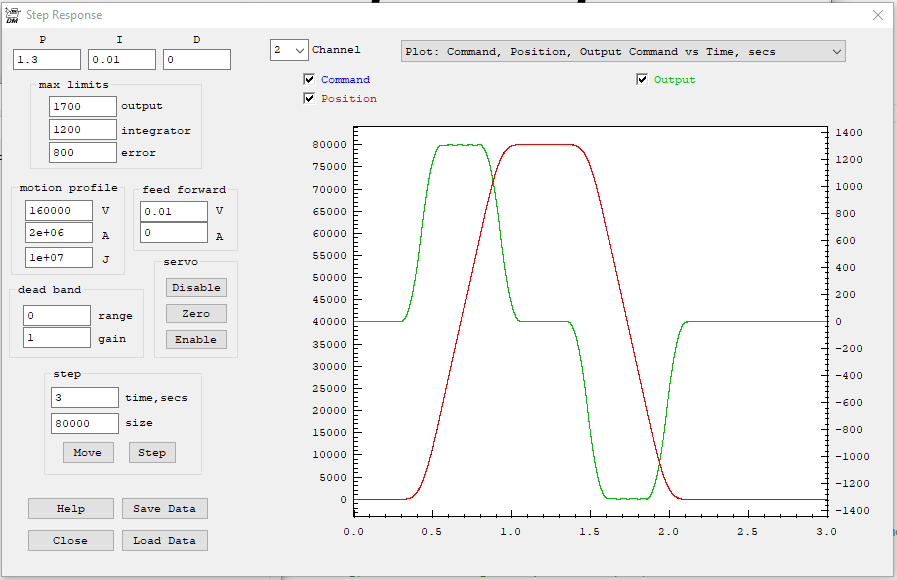 DM Step Response
P I D
1.3 0.01 0
2 Channel
Plot: Command, Position, Output Command vs Time, secs
Command
Position
Output
max limits
1700 output
1200 integrator
800 error
motion profile
160000 V
2e+06 A
1e+07 J
feed forward
0.01 V
0 A
servo
Disable
Zero
Enable
dead band
0 range
1 gain
step
3 time,secs
80000 size
Move Step
Help Save Data
Close Load Data
80000
75000
70000
65000
60000
55000
50000
45000
40000
35000
30000
25000
20000
15000
10000
5000
0
1400
1200
1000
800
600
400
200
0
-200
-400
-600
-800
-1000
-1200
-1400
0.0 0.5 1.0 1.5 2.0 2.5 3.0